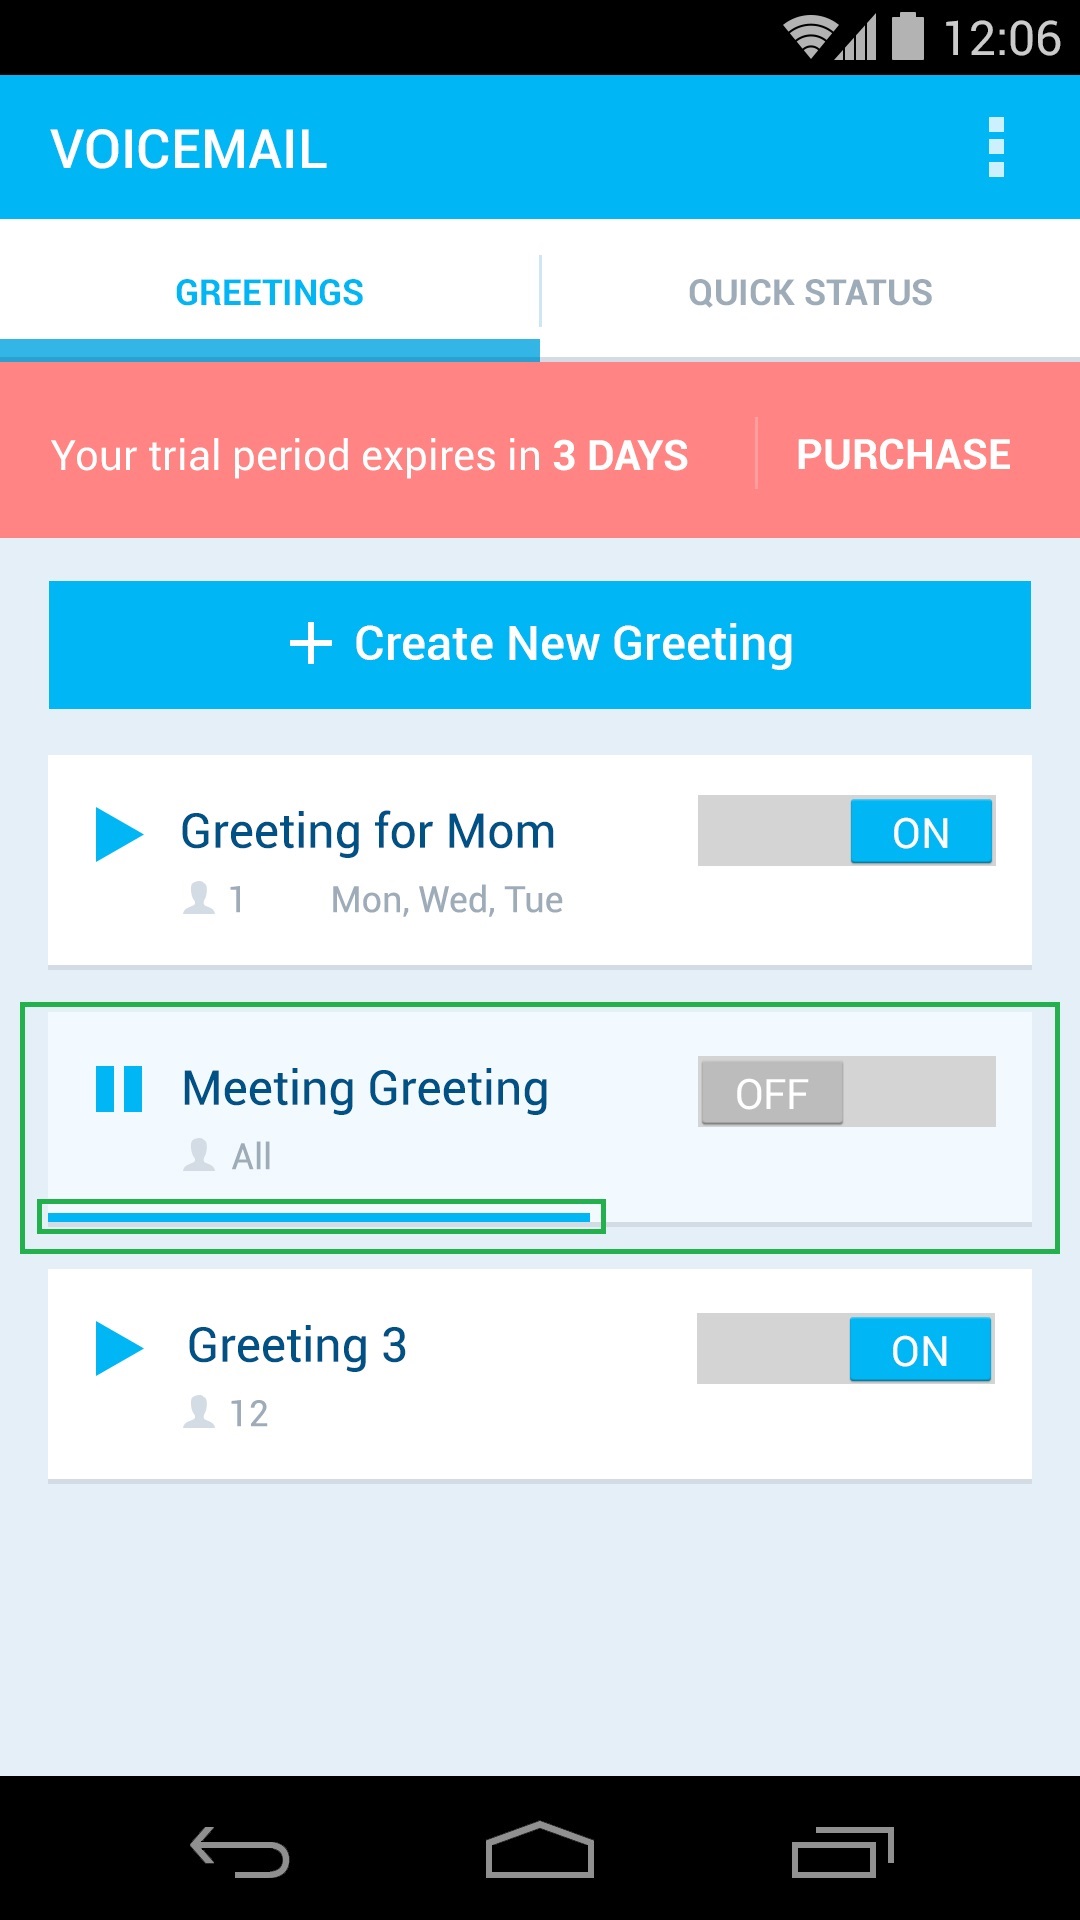 12:06
VOICEMAIL
GREETINGS QUICK STATUS
Your trial period expires in 3 DAYS PURCHASE
+ Create New Greeting
Greeting for Mom ON
1 Mon, Wed, Tue
Meeting Greeting OFF
All
Greeting 3 ON
12